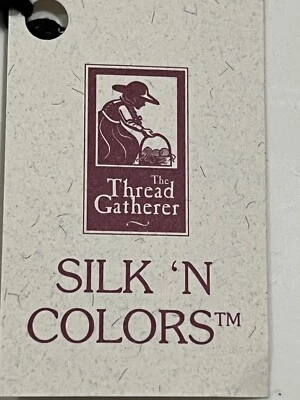 The
Thread
Gatherer
SILK 'N
COLORS™